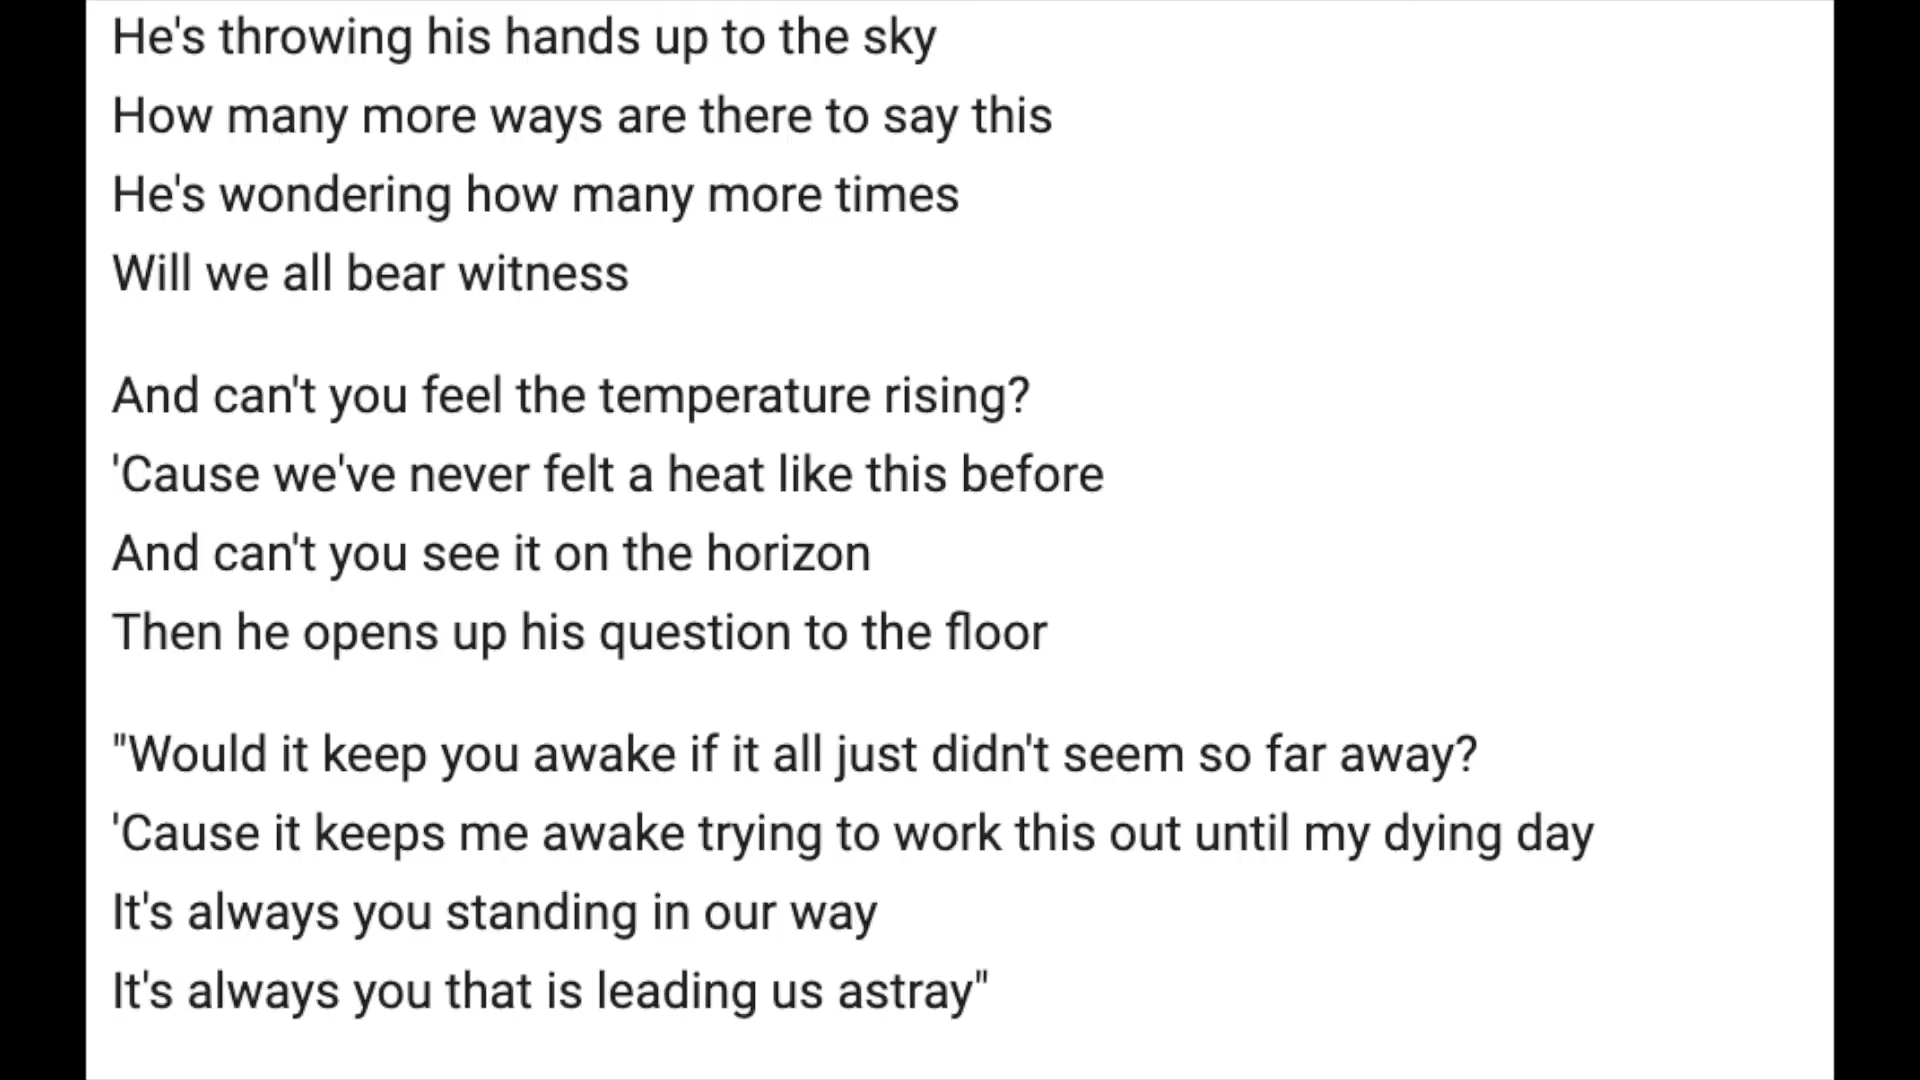 He's throwing his hands up to the sky
How many more ways are there to say this
He's wondering how many more times
Will we all bear witness
And can't you feel the temperature rising?
'Cause we've never felt a heat like this before
And can't you see it on the horizon
Then he opens up his question to the floor
"Would it keep you awake if it all just didn't seem so far away?
'Cause it keeps me awake trying to work this out until my dying day
It's always you standing in our way
It's always you that is leading us astray"